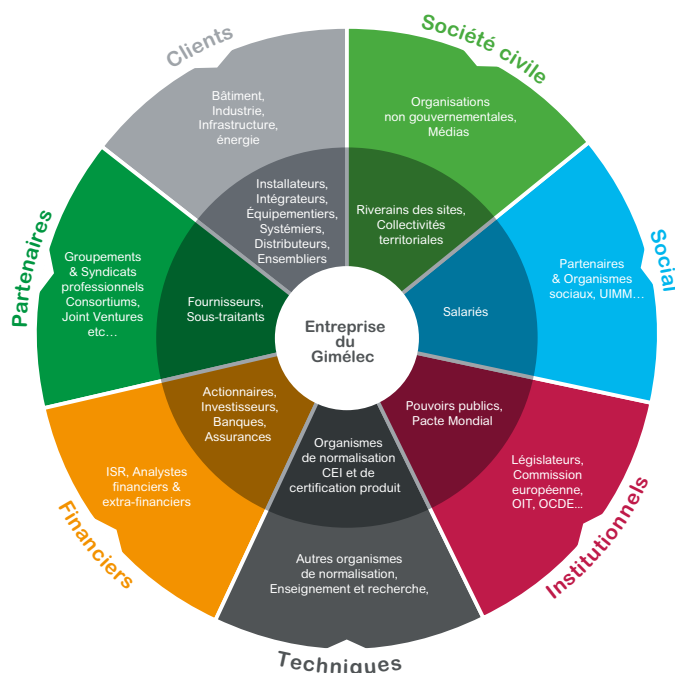 Clients
Bâtiment,
Industrie,
Infrastructure,
énergie
Installateurs,
Intégrateurs,
Équipementiers,
Systémiers,
Distributeurs,
Ensembliers
Société civile
Organisations
non gouvernementales,
Médias
Riverains des sites,
Collectivités
territoriales
Social
Partenaires
& Organismes
sociaux, UIMM...
Salariés
Institutionnels
Législateurs,
Commission
européenne,
OIT, OCDE...
Pouvoirs publics,
Pacte Mondial
Techniques
Autres organismes
de normalisation,
Enseignement et recherche,
Organismes
de normalisation
CEI et de
certification produit
Financiers
ISR, Analystes
financiers &
extra-financiers
Actionnaires,
Investisseurs,
Banques,
Assurances
Partenaires
Groupements
& Syndicats
professionnels
Consortiums,
Joint Ventures
etc...
Fournisseurs,
Sous-traitants
Entreprise
du
Gimélec